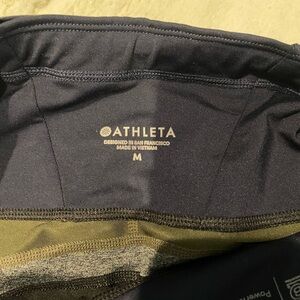 ATHLETA
DESIGNED IN SAN FRANCISCO
MADE IN VIETNAM
M